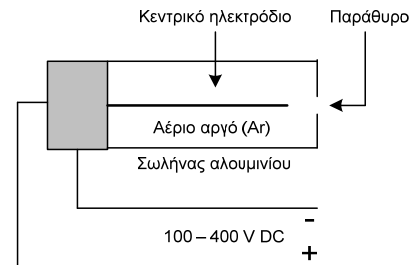 Κεντρικό ηλεκτρόδιο
Παράθυρο
Αέριο αργό (Ar)
Σωλήνας αλουμινίου
-
100 – 400 V DC
+